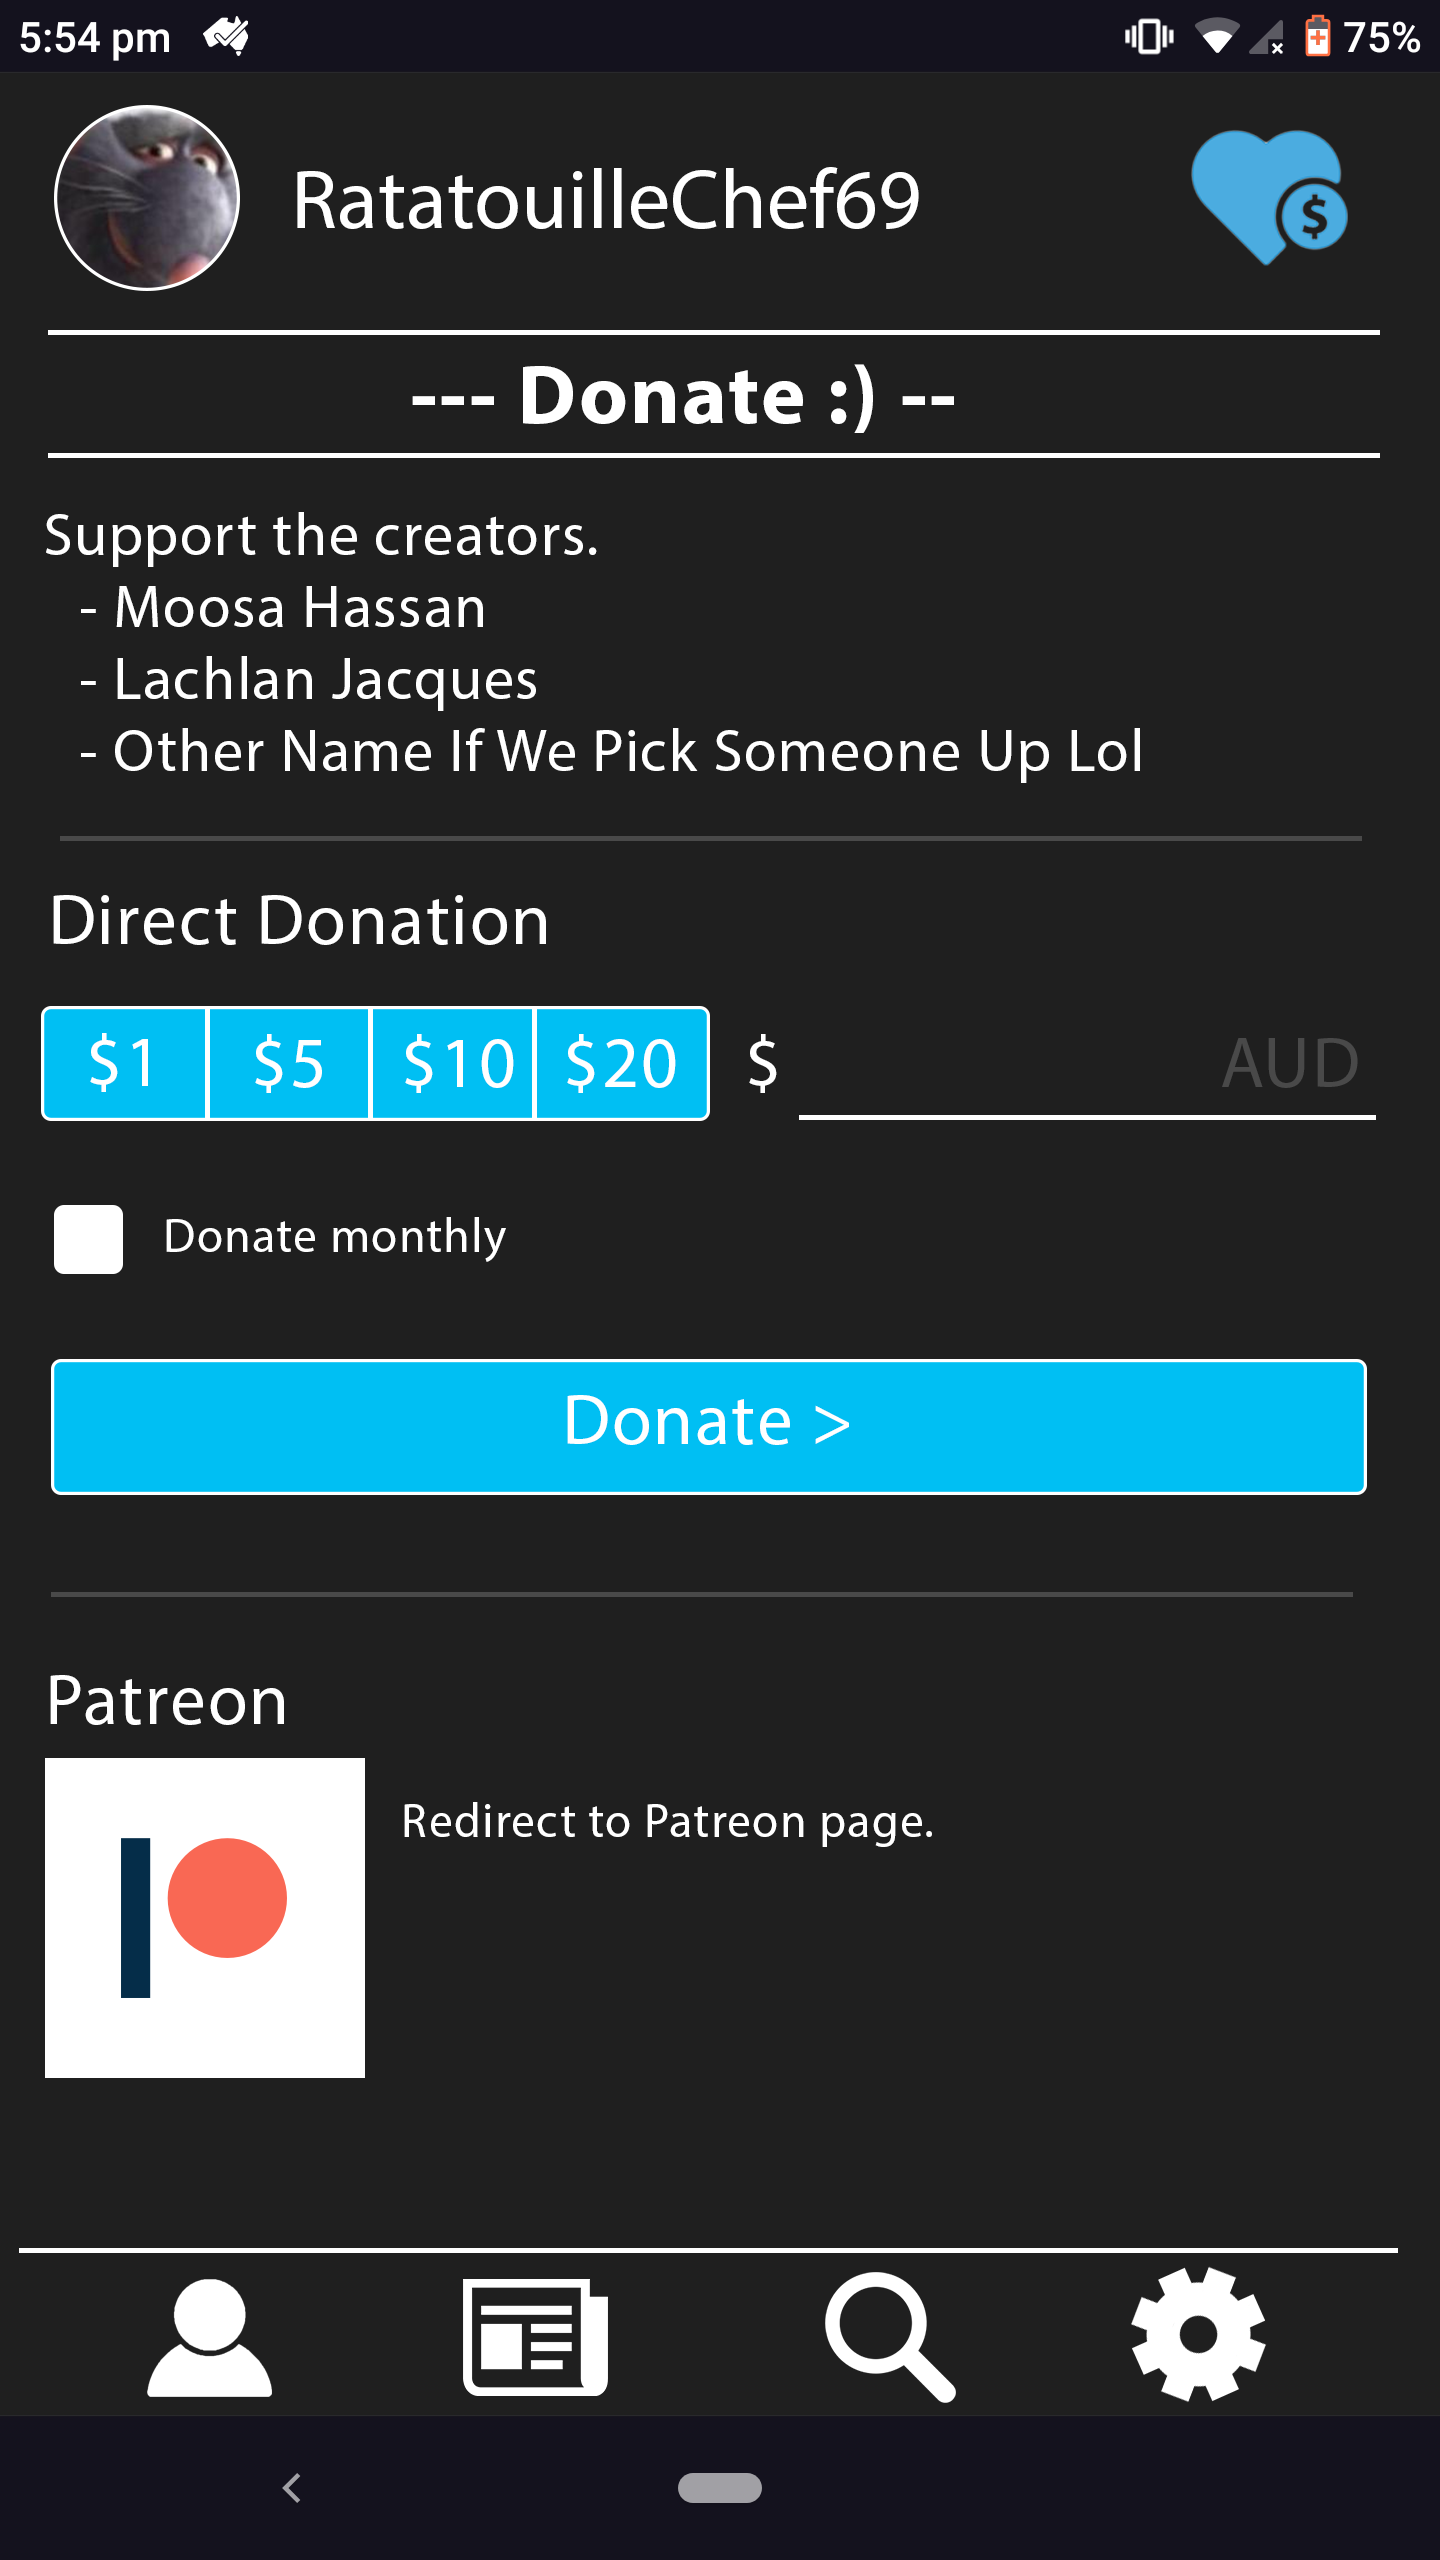 5:54 pm 75%
RatatouilleChef69
$
--- Donate :) --
Support the creators.
- Moosa Hassan
- Lachlan Jacques
- Other Name If We Pick Someone Up Lol
Direct Donation
$1 $5 $10 $20 $ AUD
Donate monthly
Donate >
Patreon
Redirect to Patreon page.